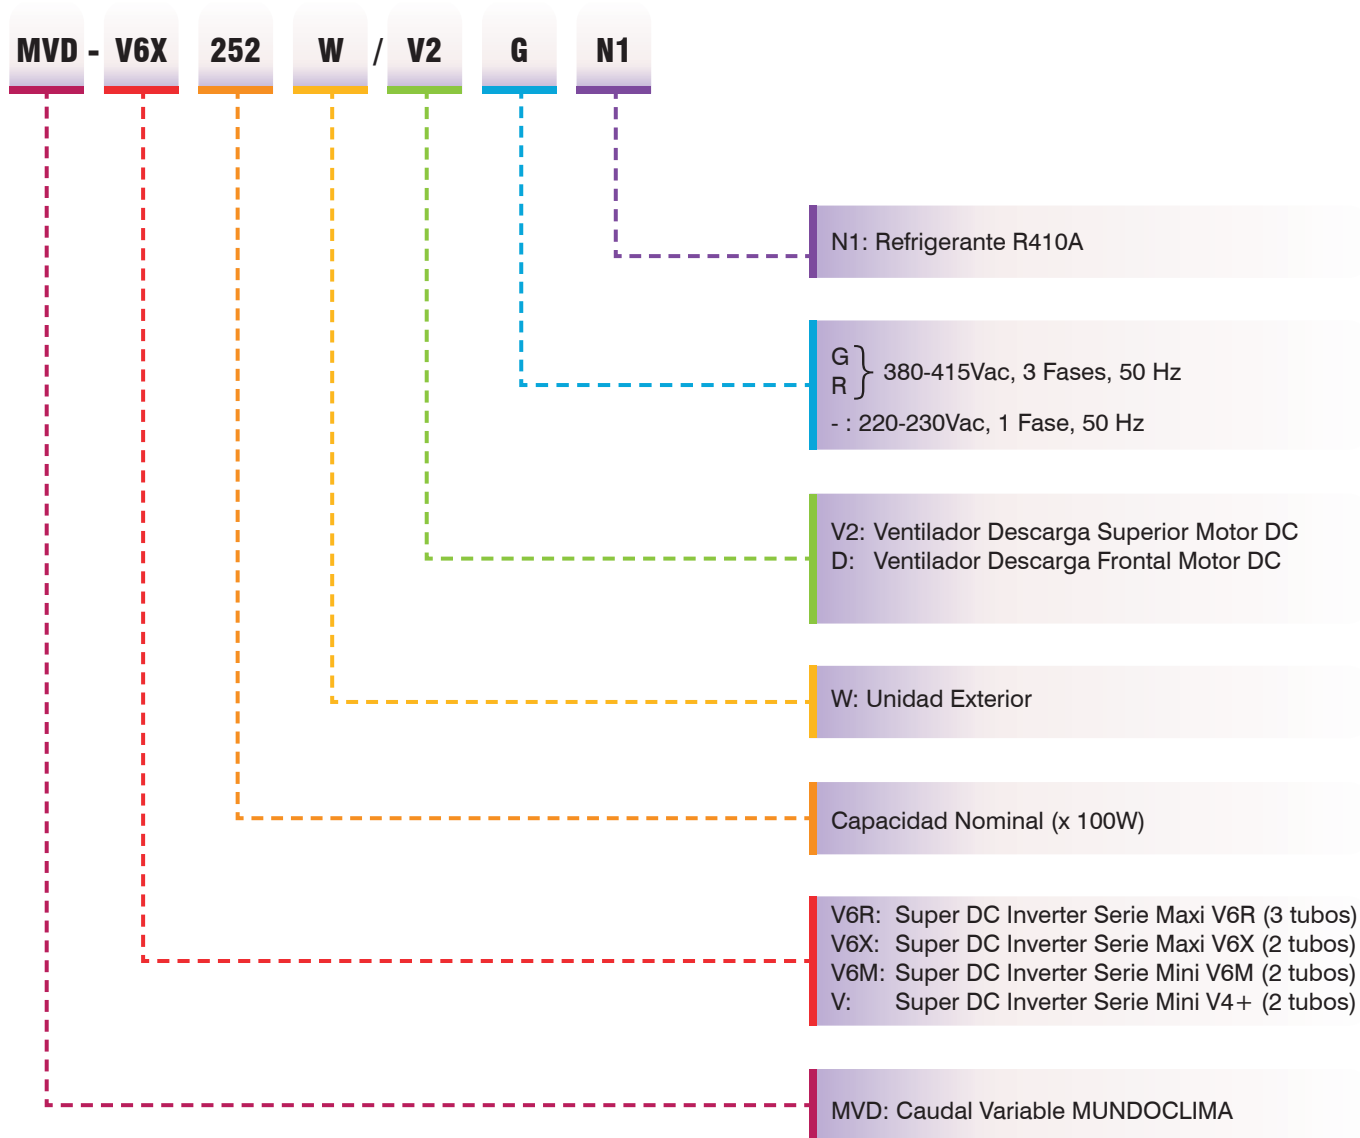 MVD - V6X 252 W / V2 G N1
N1: Refrigerante R410A
G
R } 380-415Vac, 3 Fases, 50 Hz
- : 220-230Vac, 1 Fase, 50 Hz
V2: Ventilador Descarga Superior Motor DC
D: Ventilador Descarga Frontal Motor DC
W: Unidad Exterior
Capacidad Nominal (x 100W)
V6R: Super DC Inverter Serie Maxi V6R (3 tubos)
V6X: Super DC Inverter Serie Maxi V6X (2 tubos)
V6M: Super DC Inverter Serie Mini V6M (2 tubos)
V: Super DC Inverter Serie Mini V4+ (2 tubos)
MVD: Caudal Variable MUNDOCLIMA